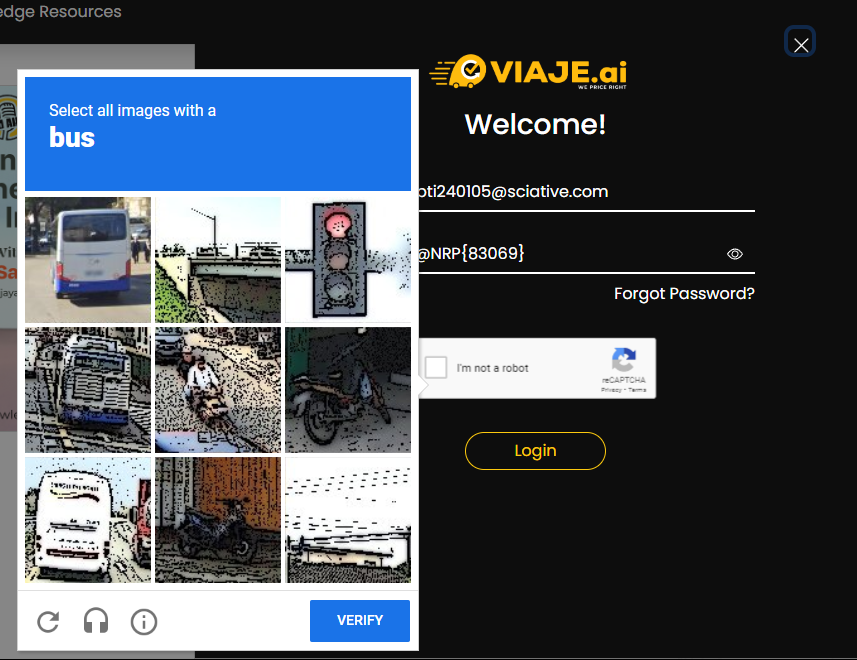 edge Resources
VIAJE.ai
WE PRICE RIGHT
Welcome!
Select all images with a
bus
pti240105@sciative.com
@NRP{83069}
Forgot Password?
I'm not a robot
reCAPTCHA
Privacy - Terms
Login
VERIFY